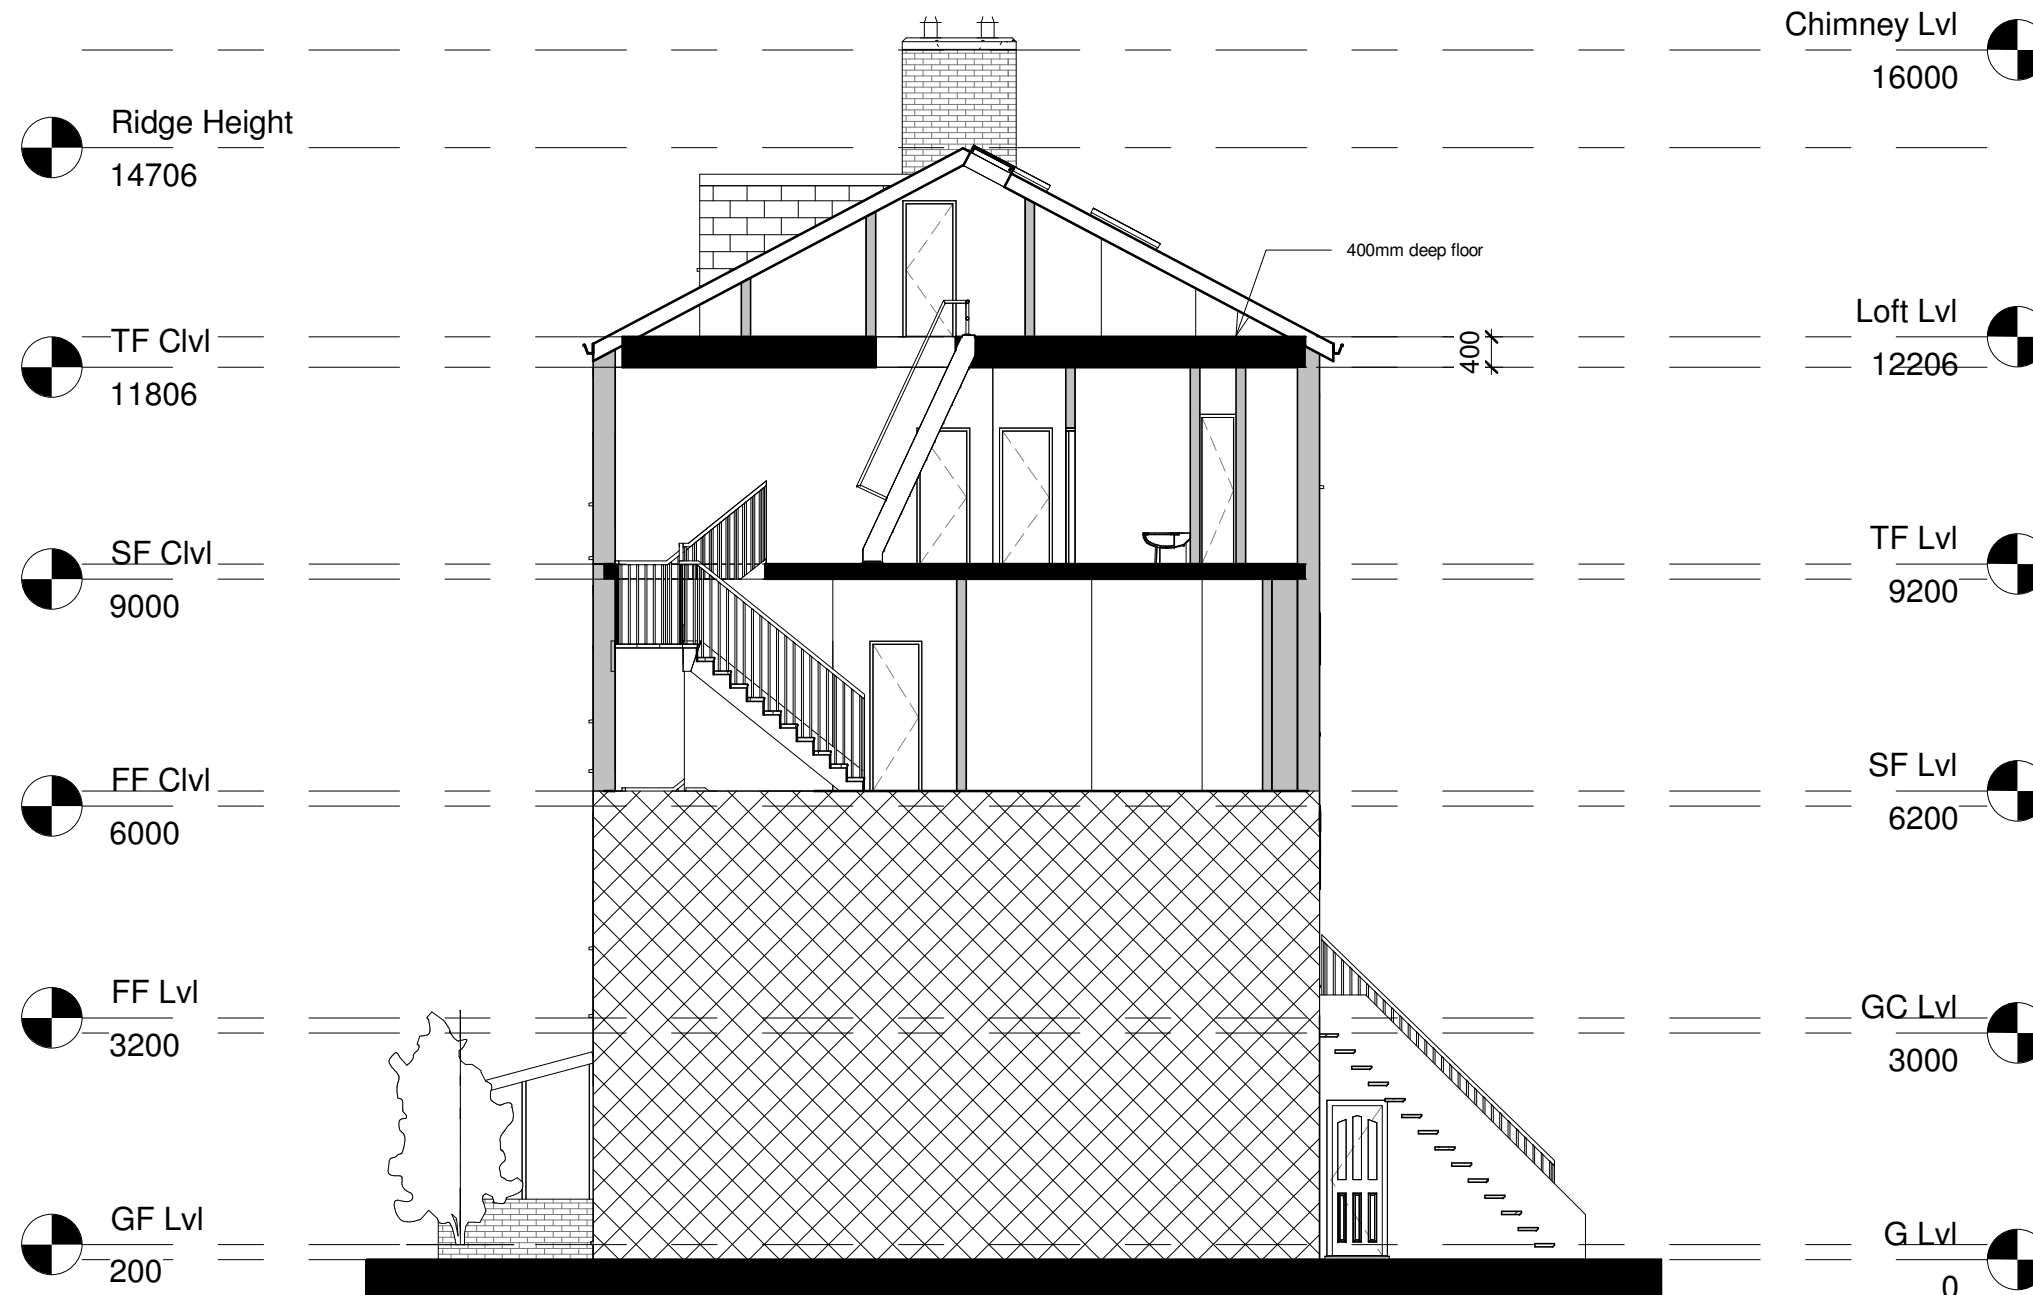 Chimney Lvl
16000
Ridge Height
14706
400mm deep floor
Loft Lvl
12206
TF Clvl
11806
400
TF Lvl
9200
SF Clvl
9000
SF Lvl
6200
FF Clvl
6000
FF Lvl
3200
GC Lvl
3000
GF Lvl
200
G Lvl
0